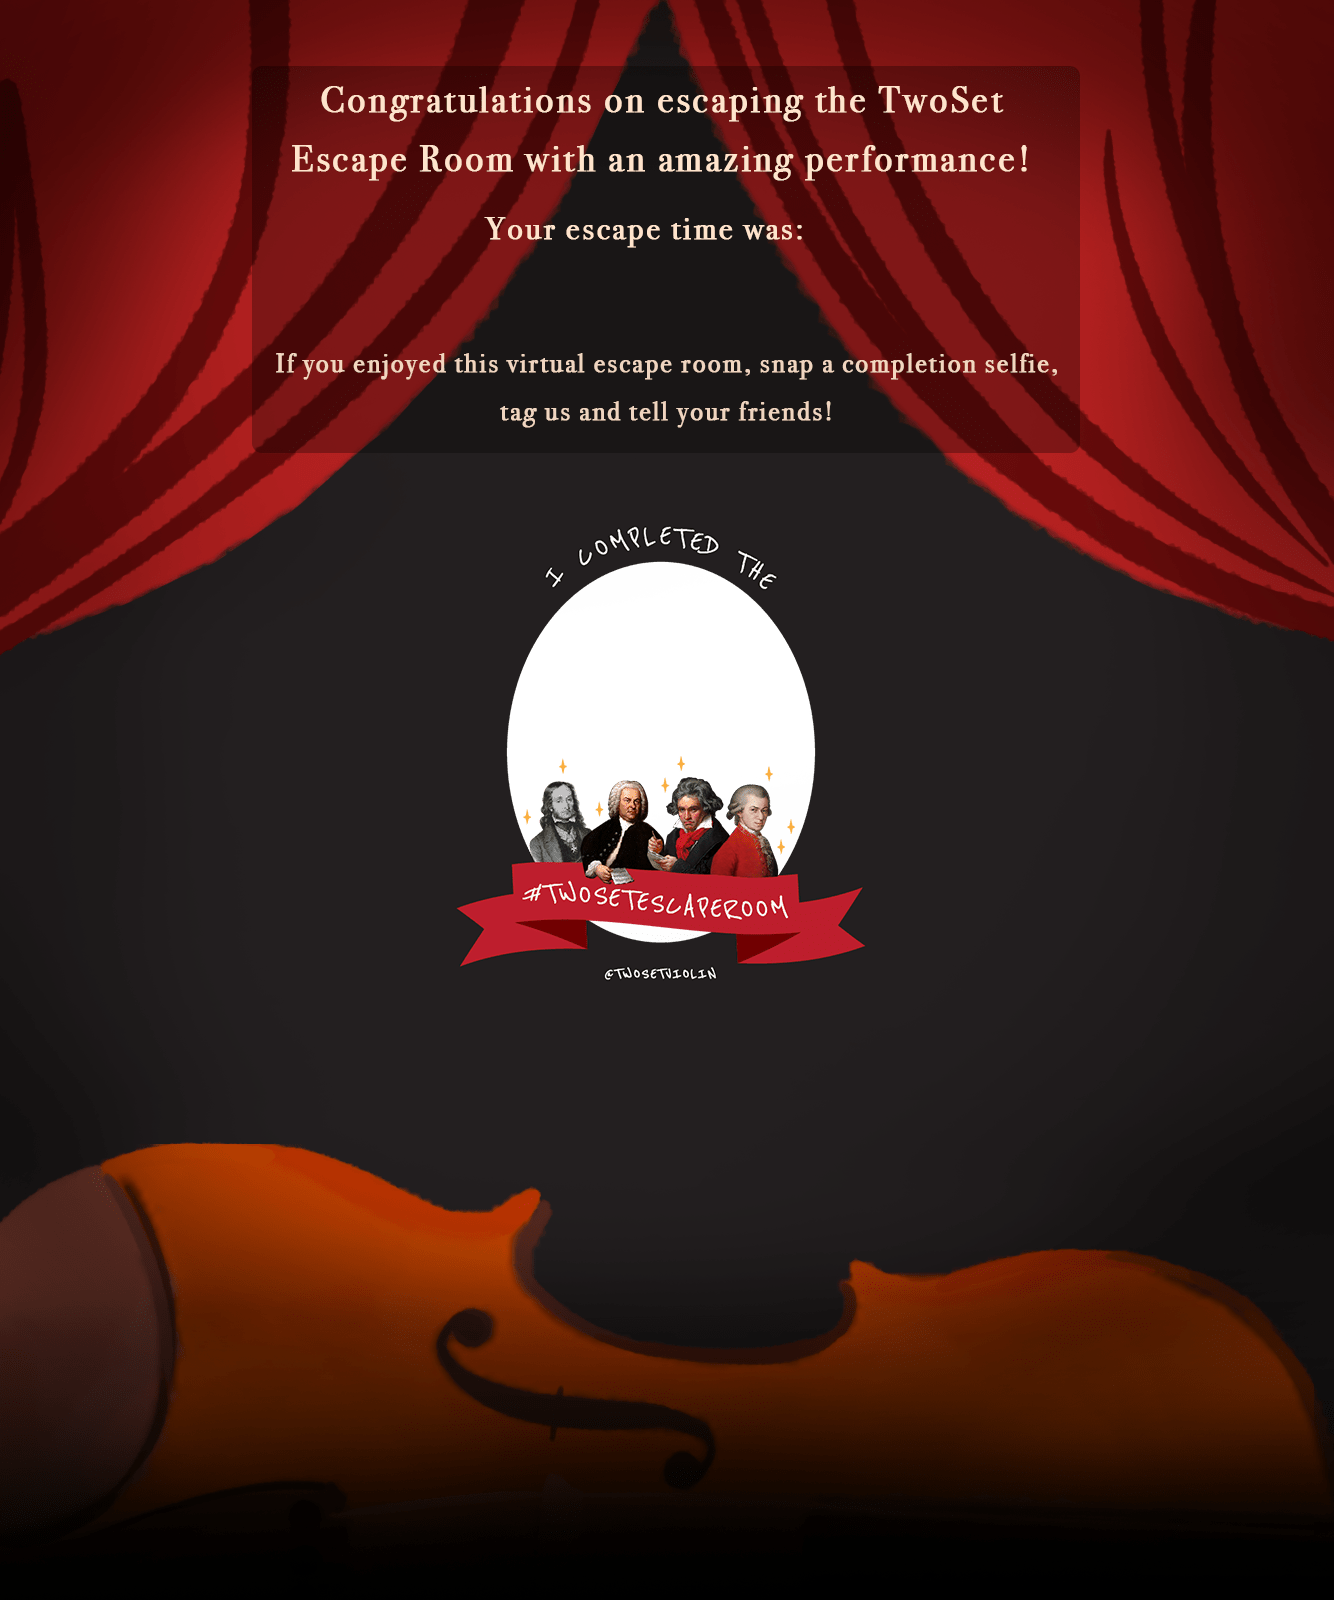 Congratulations on escaping the TwoSet
Escape Room with an amazing performance!
Your escape time was:
If you enjoyed this virtual escape room, snap a completion selfie,
tag us and tell your friends!
I COMPLETED THE
#TWOSETESCAPEROOM
@TWOSETVIOLIN